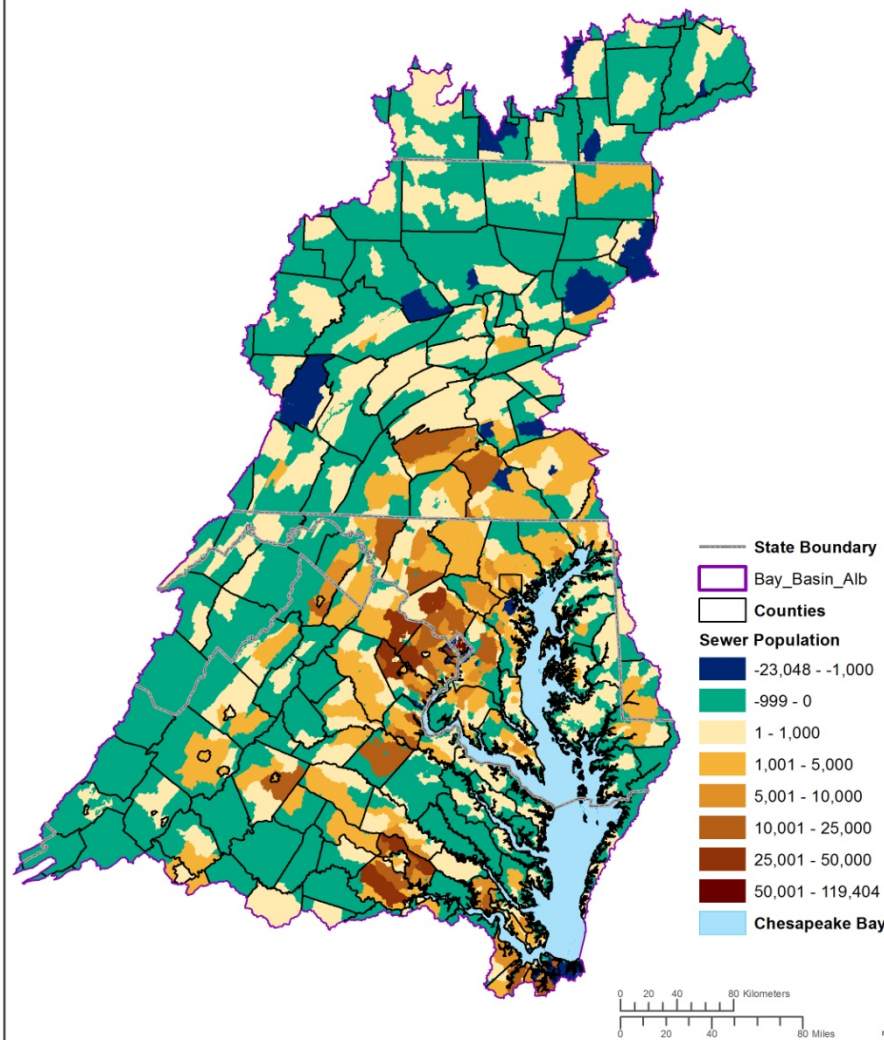 State Boundary
Bay_Basin_Alb
Counties
Sewer Population
-23,048 - -1,000
-999 - 0
1 - 1,000
1,001 - 5,000
5,001 - 10,000
10,001 - 25,000
25,001 - 50,000
50,001 - 119,404
Chesapeake Bay
0 20 40 80 Kilometers
0 20 40 80 Miles